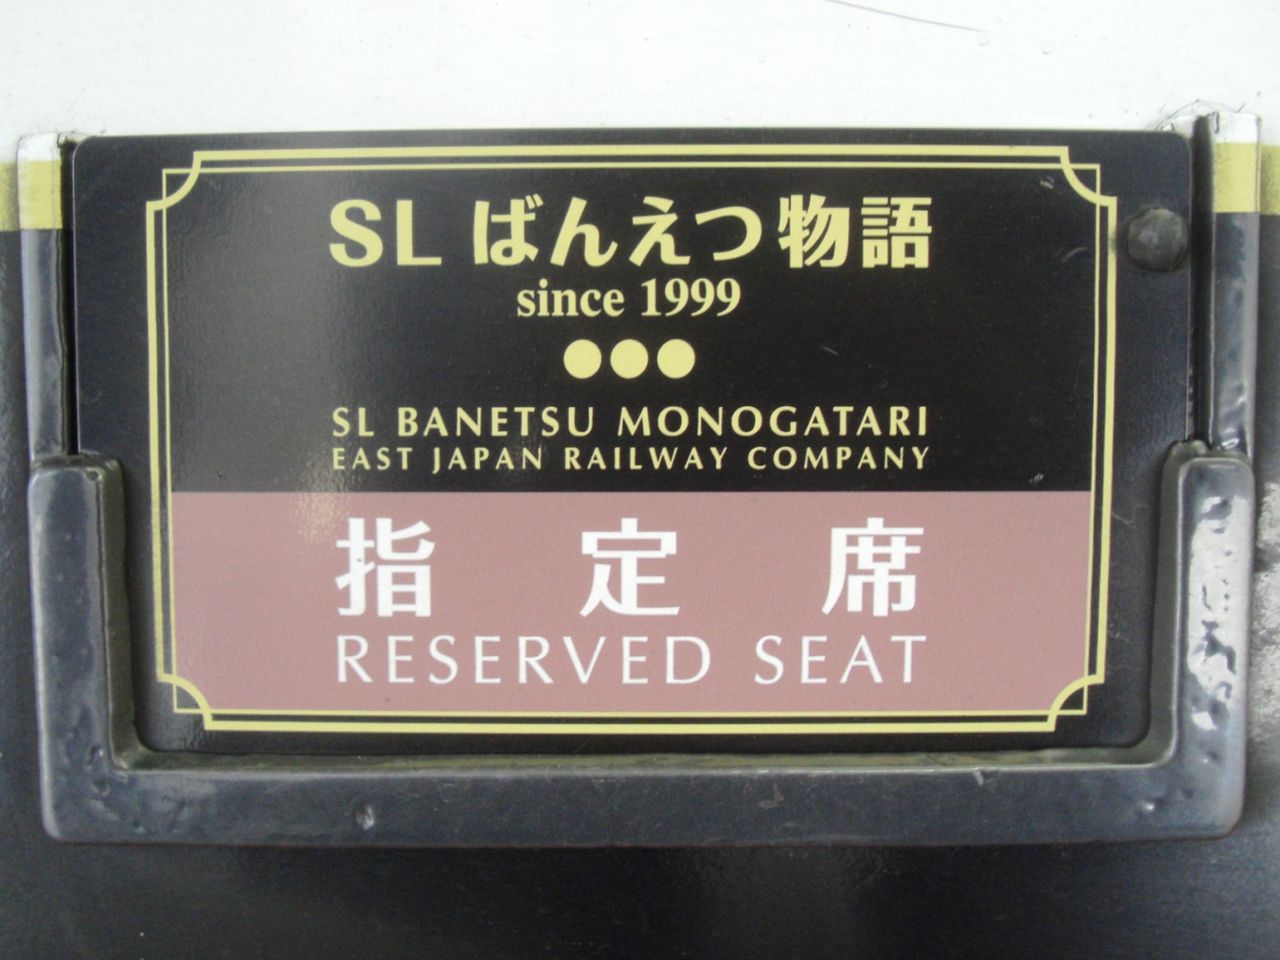 SL ばんえつ物語
since 1999
●●●
SL BANETSU MONOGATARI
EAST JAPAN RAILWAY COMPANY
指定席
RESERVED SEAT